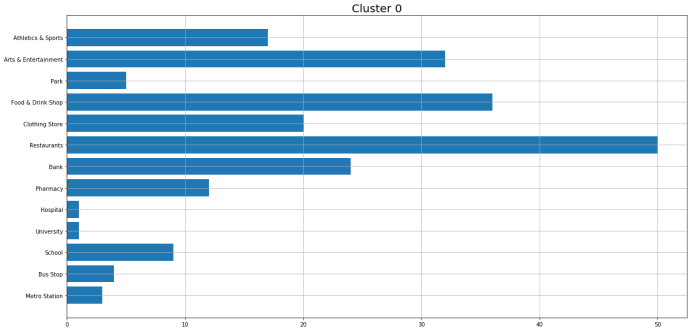 Cluster 0
Athletics & Sports
Arts & Entertainment
Park
Food & Drink Shop
Clothing Store
Restaurants
Bank
Pharmacy
Hospital
University
School
Bus Stop
Metro Station
0 10 20 30 40 50